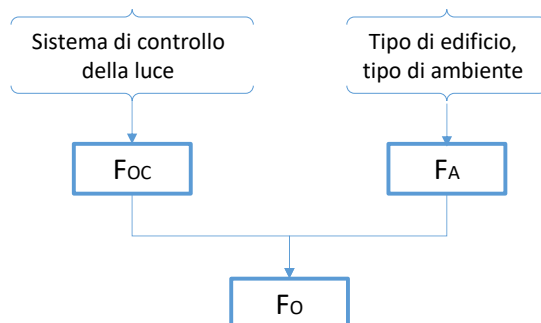 Sistema di controllo
della luce
Tipo di edificio,
tipo di ambiente
FOC
FA
FO